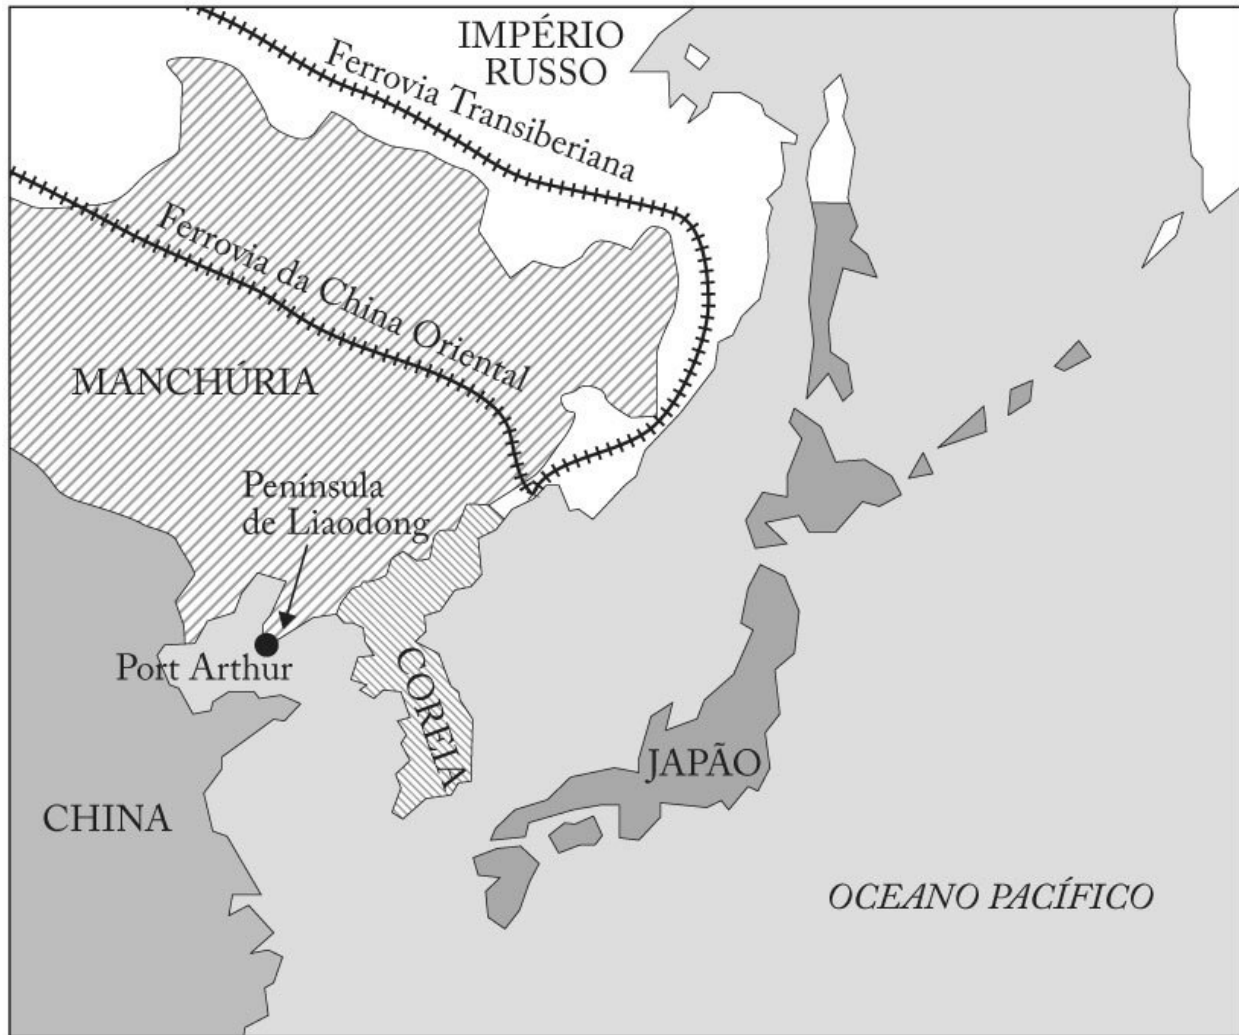 IMPÉRIO
RUSSO
Ferrovia Transiberiana
Ferrovia da China Oriental
MANCHÚRIA
Península
de Liaodong
Port Arthur
COREIA
JAPÃO
CHINA
OCEANO PACÍFICO